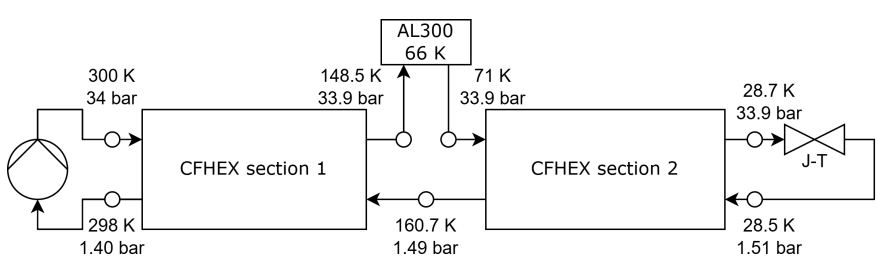 AL300
66 K
300 K
34 bar
148.5 K
33.9 bar
71 K
33.9 bar
28.7 K
33.9 bar
CFHEX section 1
CFHEX section 2
J-T
298 K
1.40 bar
160.7 K
1.49 bar
28.5 K
1.51 bar